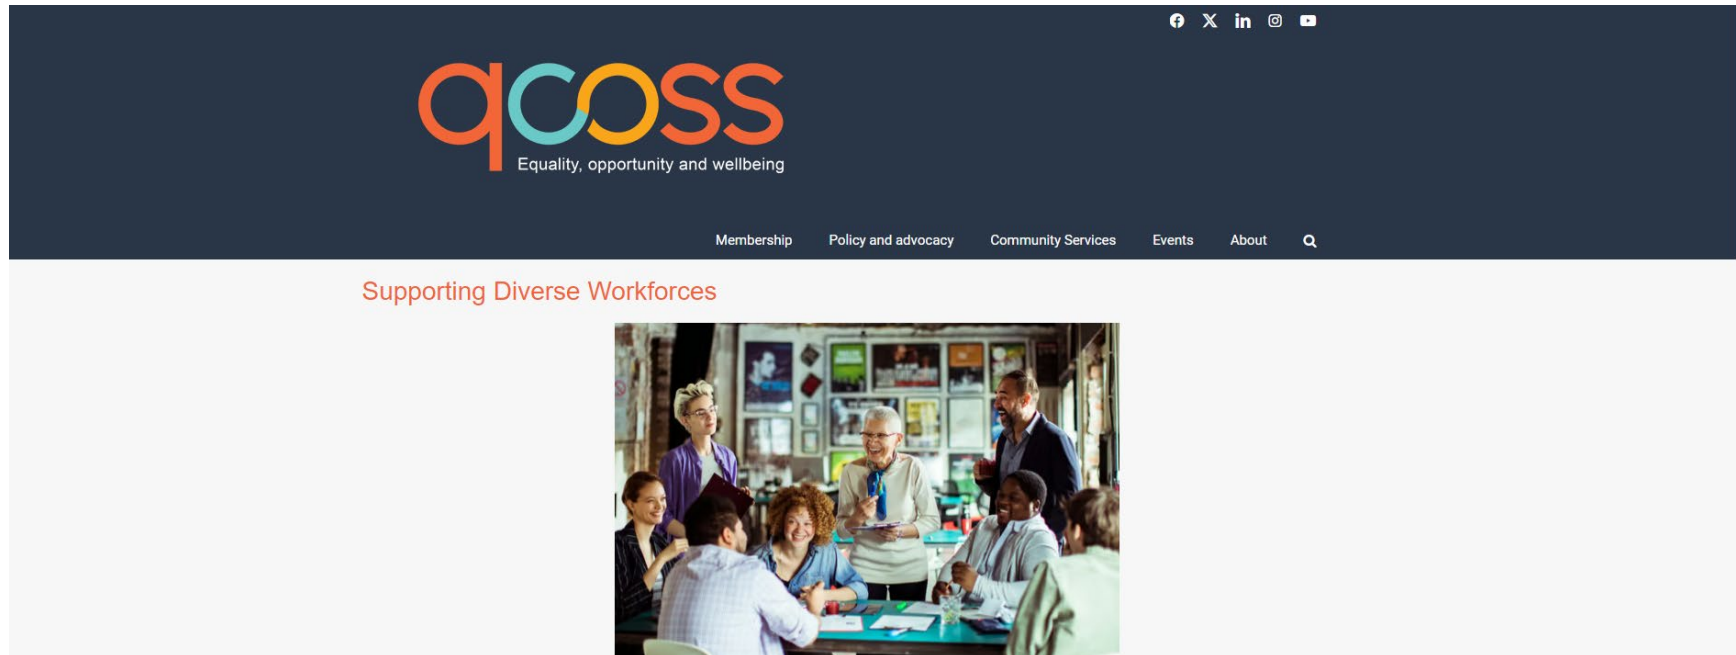 qcoss
Equality, opportunity and wellbeing
Membership Policy and advocacy Community Services Events About
Supporting Diverse Workforces